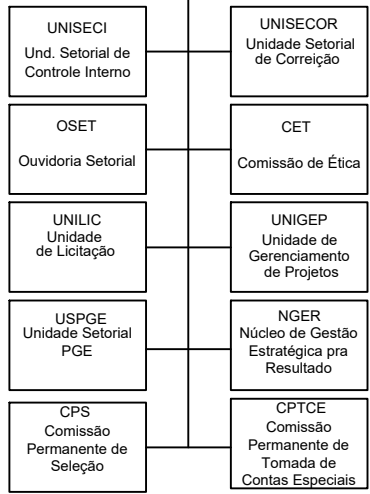 UNISECI
Und. Setorial de
Controle Interno
UNISECOR
Unidade Setorial
de Correição
OSET
Ouvidoria Setorial
CET
Comissão de Ética
UNILIC
Unidade
de Licitação
UNIGEP
Unidade de
Gerenciamento
de Projetos
USPGE
Unidade Setorial
PGE
NGER
Núcleo de Gestão
Estratégica pra
Resultado
CPS
Comissão
Permanente de
Seleção
CPTCE
Comissão
Permanente de
Tomada de
Contas Especiais